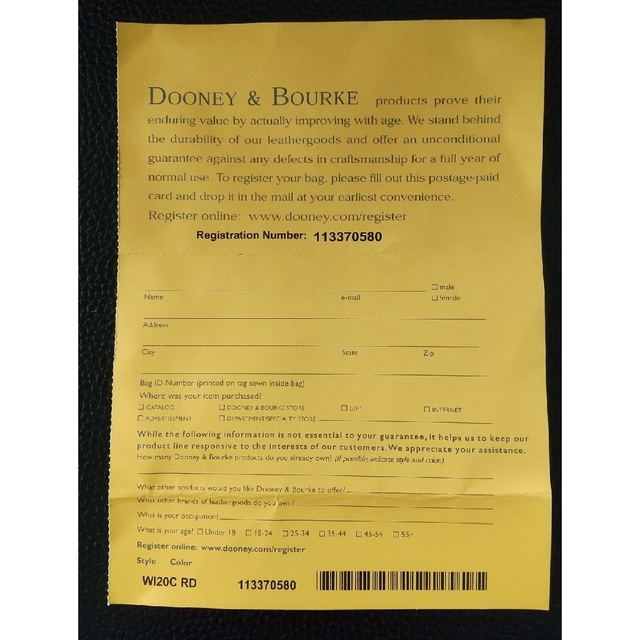 DOONEY & BOURKE products prove their
enduring value by actually improving with age. We stand behind
the durability of our leathergoods and offer an unconditional
guarantee against any defects in craftsmanship for a full year of
normal use. To register your bag, please fill out this postage-paid
card and drop it in the mail at your earliest convenience.
Register online: www.dooney.com/register
Registration Number: 113370580
male
Name e-mail female
Address
City State Zip
Bag ID Number (printed on tag sewn inside bag)
Where was your item purchased?
CATALOG DOONEY & BOURKE STORE GIFT INTERNET
ADVERTISEMENT DEPARTMENT/SPECIALTY STORE
While the following information is not essential to your guarantee, it helps us to keep our
product line responsive to the interests of our customers. We appreciate your assistance.
How many Dooney & Bourke products do you already own? (If possible, indicate style and color.)
What other products would you like Dooney & Bourke to offer?
What other brands of leathergoods do you own?
What is your occupation?
What is your age? Under 18 18-24 25-34 35-44 45-54 55+
Register online: www.dooney.com/register
Style Color
WI20C RD 113370580